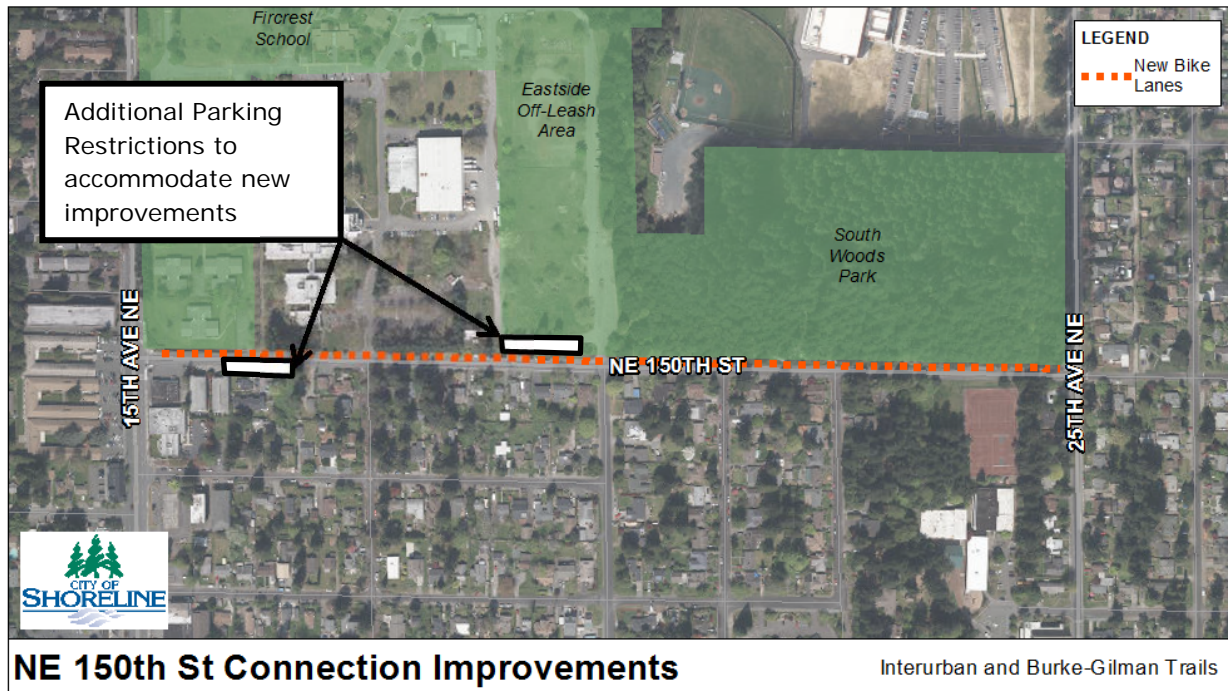 Fircrest
School
LEGEND
New Bike
Lanes
Additional Parking
Restrictions to
accommodate new
improvements
Eastside
Off-Leash
Area
South
Woods
Park
15TH AVE NE
NE 150TH ST
25TH AVE NE
CITY OF
SHORELINE
NE 150th St Connection Improvements
Interurban and Burke-Gilman Trails